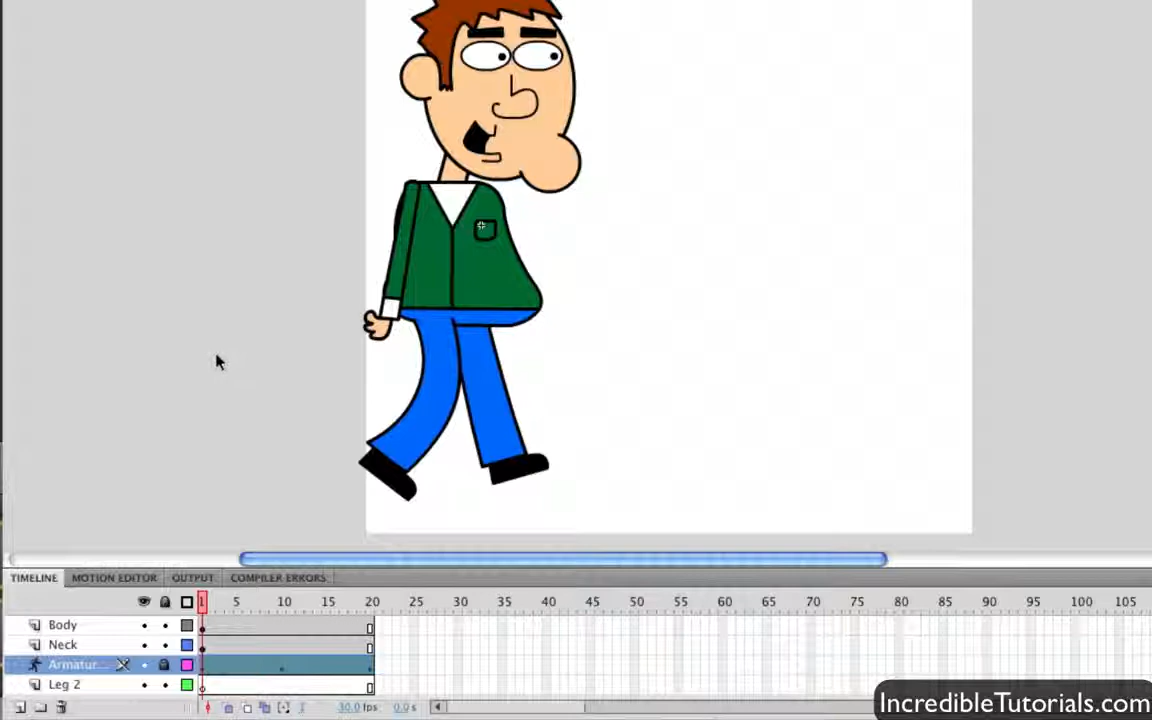 TIMELINE MOTION EDITOR OUTPUT COMPILER ERRORS
1 5 10 15 20 25 30 35 40 45 50 55 60 65 70 75 80 85 90 95 100 105
Body
Neck
Armatur...
Leg 2
1 30.0 fps 0.0 s
IncredibleTutorials.com